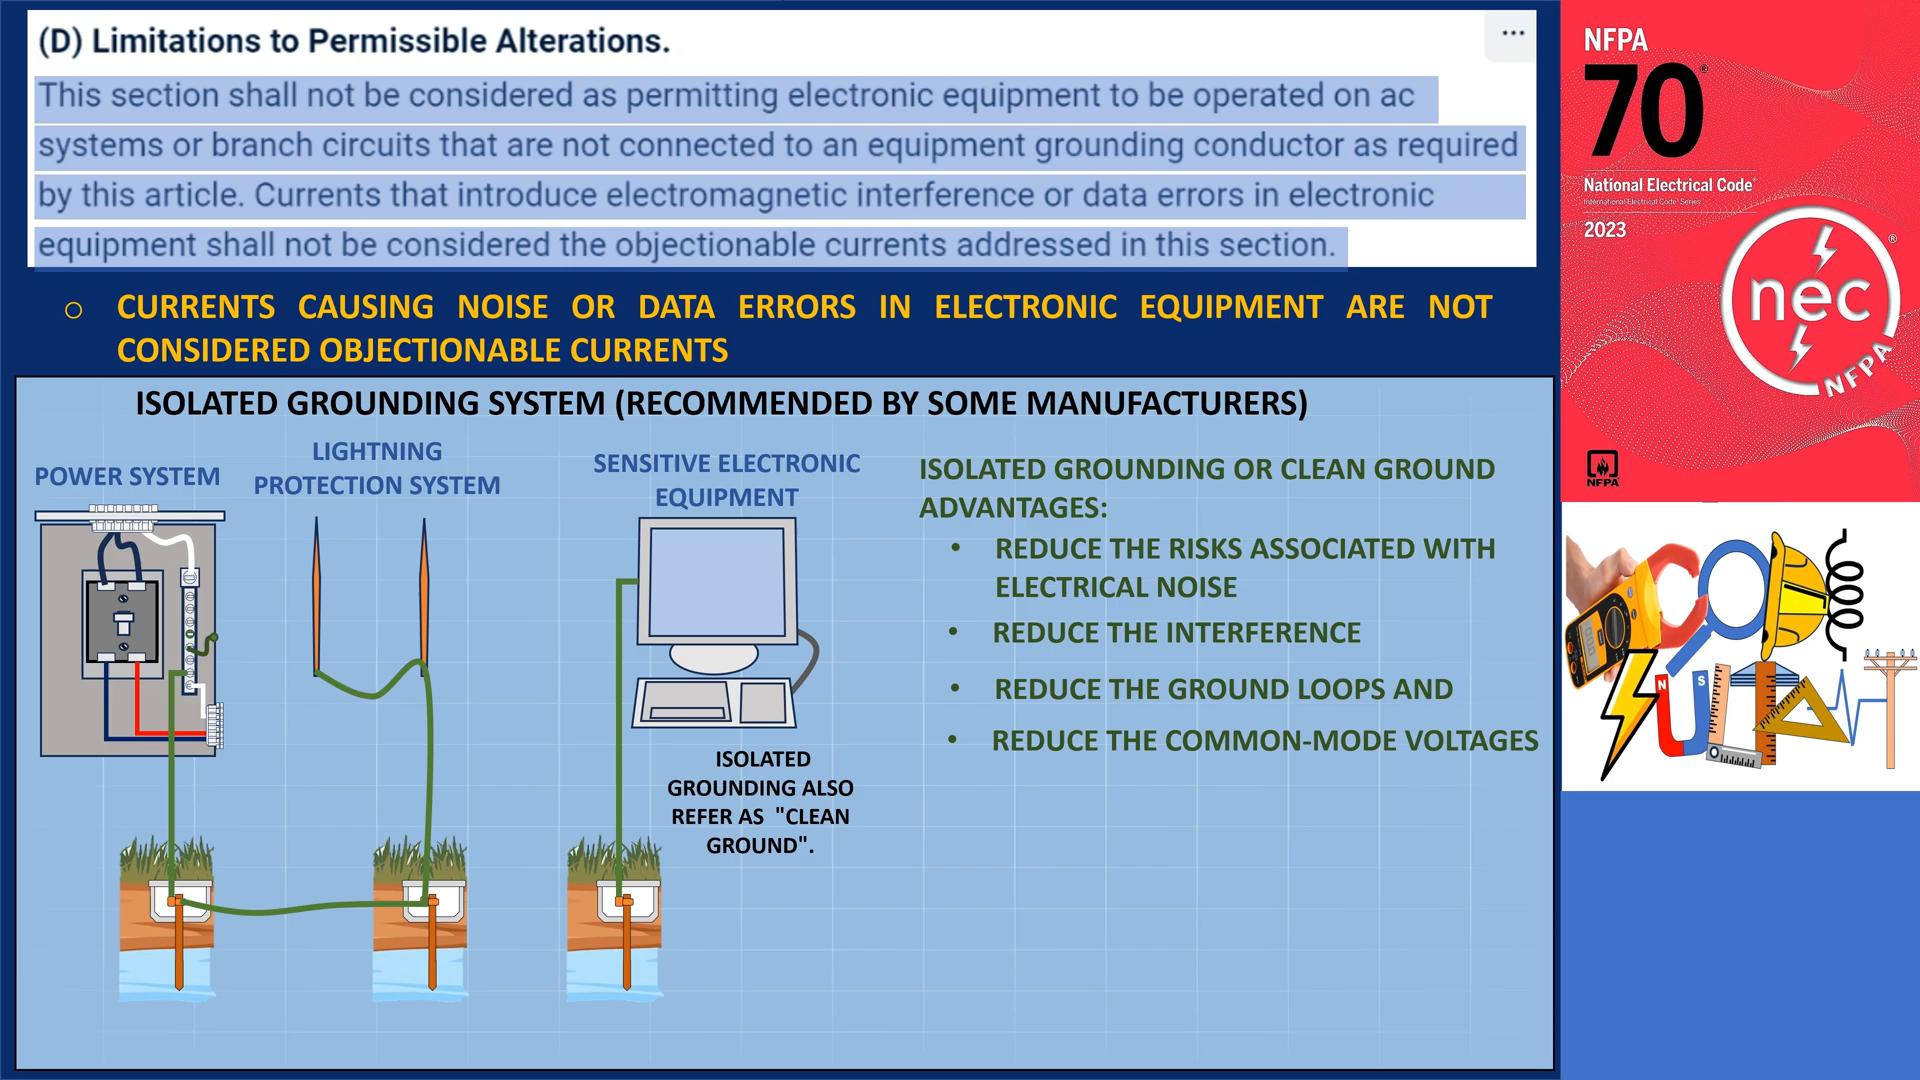 (D) Limitations to Permissible Alterations.
...
This section shall not be considered as permitting electronic equipment to be operated on ac
systems or branch circuits that are not connected to an equipment grounding conductor as required
by this article. Currents that introduce electromagnetic interference or data errors in electronic
equipment shall not be considered the objectionable currents addressed in this section.
○ CURRENTS CAUSING NOISE OR DATA ERRORS IN ELECTRONIC EQUIPMENT ARE NOT
CONSIDERED OBJECTIONABLE CURRENTS
ISOLATED GROUNDING SYSTEM (RECOMMENDED BY SOME MANUFACTURERS)
POWER SYSTEM
LIGHTNING
PROTECTION SYSTEM
SENSITIVE ELECTRONIC
EQUIPMENT
ISOLATED
GROUNDING ALSO
REFER AS "CLEAN
GROUND".
ISOLATED GROUNDING OR CLEAN GROUND
ADVANTAGES:
• REDUCE THE RISKS ASSOCIATED WITH
ELECTRICAL NOISE
• REDUCE THE INTERFERENCE
• REDUCE THE GROUND LOOPS AND
• REDUCE THE COMMON-MODE VOLTAGES
NFPA
70®
National Electrical Code®
International Electrical Code® Series
2023
nec®
NFPA
NFPA
N S